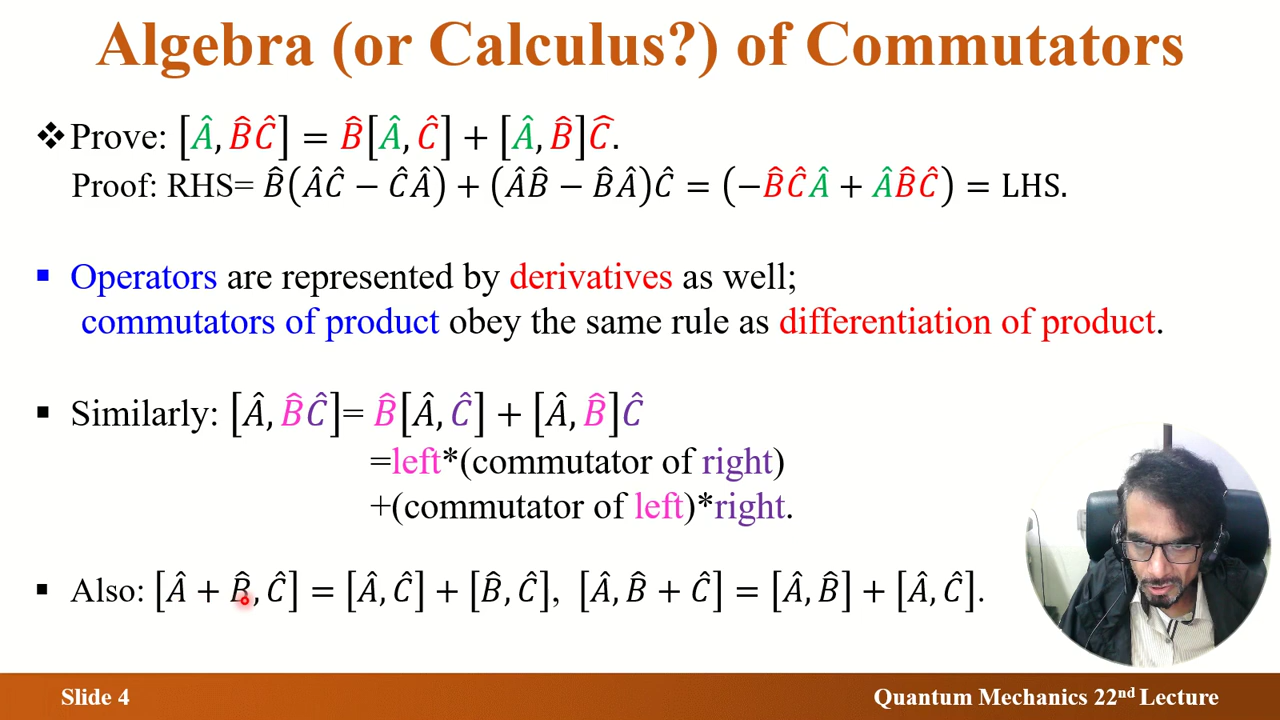 Algebra (or Calculus?) of Commutators
❖ Prove: [Â, B̂Ĉ] = B̂[Â, Ĉ] + [Â, B̂]Ĉ.
Proof: RHS= B̂(ÂĈ − ĈÂ) + (ÂB̂ − B̂Â)Ĉ = (−B̂ĈÂ + ÂB̂Ĉ) = LHS.
▪ Operators are represented by derivatives as well;
commutators of product obey the same rule as differentiation of product.
▪ Similarly: [Â, B̂Ĉ]= B̂[Â, Ĉ] + [Â, B̂]Ĉ
=left*(commutator of right)
+(commutator of left)*right.
▪ Also: [Â + B̂, Ĉ] = [Â, Ĉ] + [B̂, Ĉ], [Â, B̂ + Ĉ] = [Â, B̂] + [Â, Ĉ].
Slide 4
Quantum Mechanics 22nd Lecture